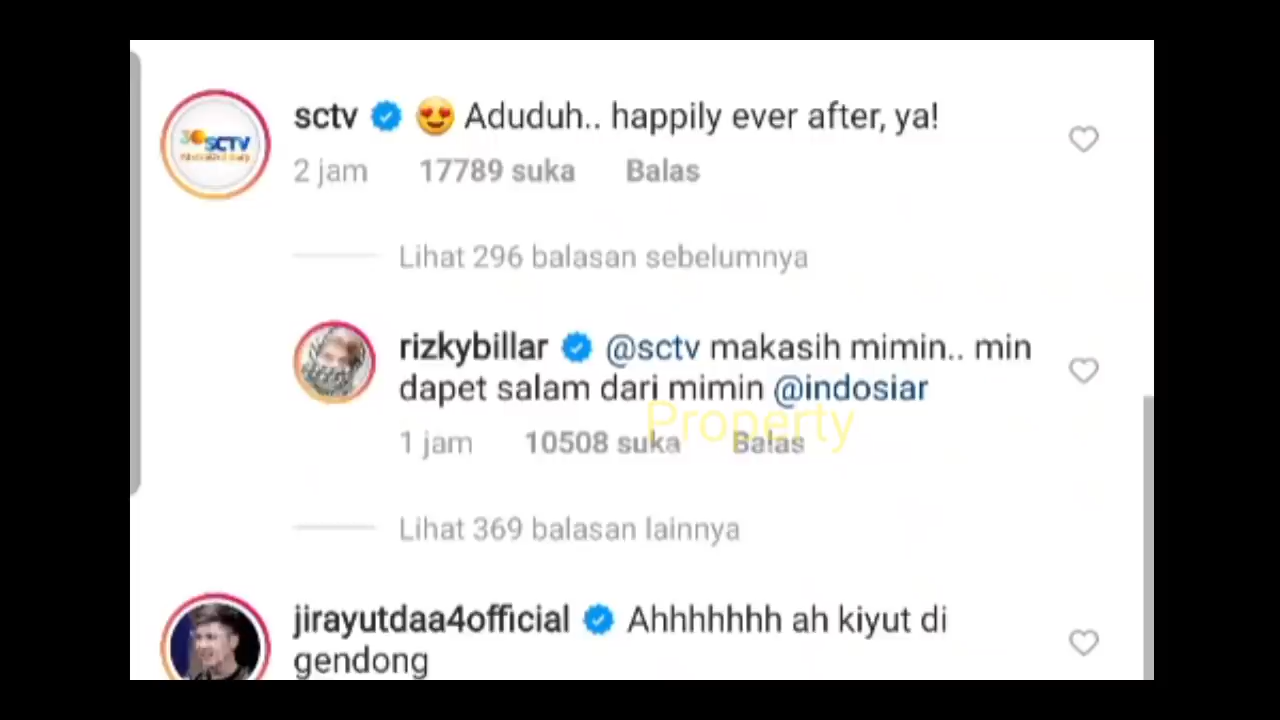 sctv 😍 Aduduh.. happily ever after, ya!
2 jam 17789 suka Balas
Lihat 296 balasan sebelumnya
rizkybillar @sctv makasih mimin.. min
dapet salam dari mimin @indosiar
Property
1 jam 10508 suka Balas
Lihat 369 balasan lainnya
jirayutdaa4official Ahhhhhhh ah kiyut di
gendong
30 SCTV